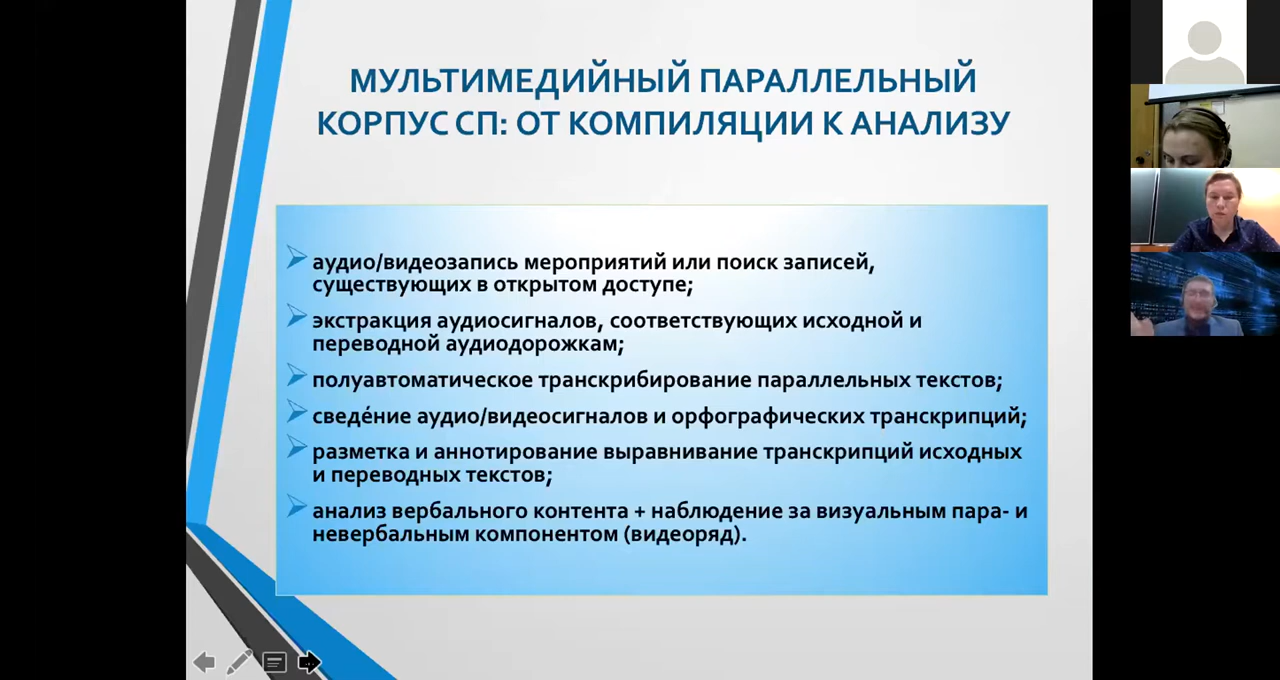 МУЛЬТИМЕДИЙНЫЙ ПАРАЛЛЕЛЬНЫЙ
КОРПУС СП: ОТ КОМПИЛЯЦИИ К АНАЛИЗУ
аудио/видеозапись мероприятий или поиск записей,
существующих в открытом доступе;
экстракция аудиосигналов, соответствующих исходной и
переводной аудиодорожкам;
полуавтоматическое транскрибирование параллельных текстов;
сведе́ние аудио/видеосигналов и орфографических транскрипций;
разметка и аннотирование выравнивание транскрипций исходных
и переводных текстов;
анализ вербального контента + наблюдение за визуальным пара- и
невербальным компонентом (видеоряд).